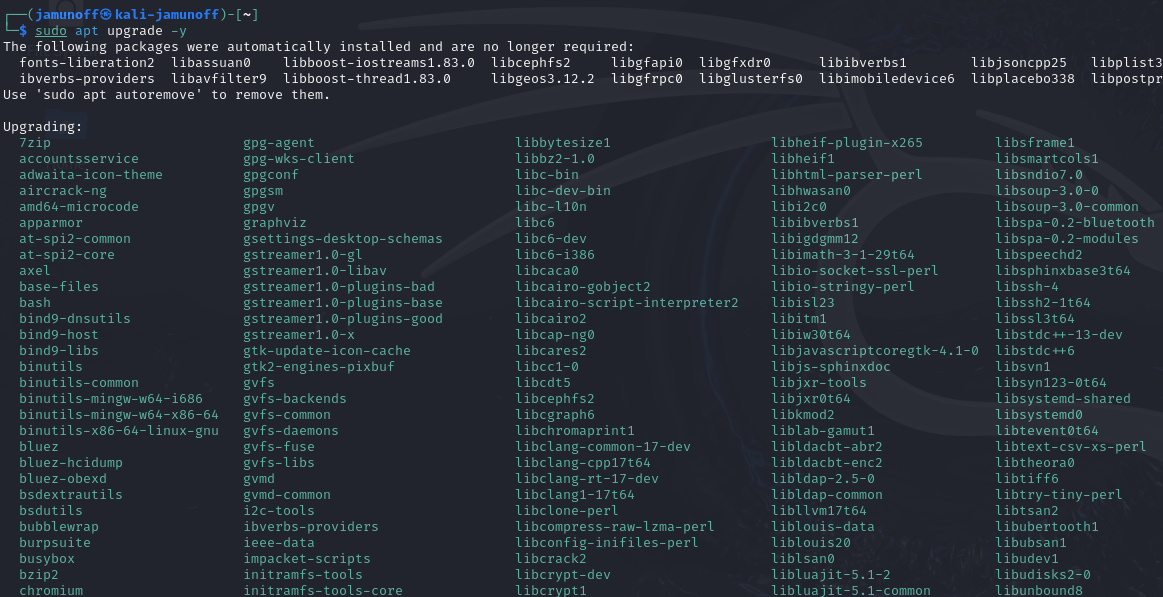 ┌──(jamunoff㉿kali-jamunoff)-[~]
└─$ sudo apt upgrade -y
The following packages were automatically installed and are no longer required:
fonts-liberation2 libassuan0 libboost-iostreams1.83.0 libcephfs2 libgfapi0 libgfxdr0 libibverbs1 libjsoncpp25 libplist3
ibverbs-providers libavfilter9 libboost-thread1.83.0 libgeos3.12.2 libgfrpc0 libglusterfs0 libimobiledevice6 libplacebo338 libpostpr
Use 'sudo apt autoremove' to remove them.
Upgrading:
7zip gpg-agent libbytesize1 libheif-plugin-x265 libsframe1
accountsservice gpg-wks-client libbz2-1.0 libheif1 libsmartcols1
adwaita-icon-theme gpgconf libc-bin libhtml-parser-perl libsndio7.0
aircrack-ng gpgsm libc-dev-bin libhwasan0 libsoup-3.0-0
amd64-microcode gpgv libc-l10n libi2c0 libsoup-3.0-common
apparmor graphviz libc6 libibverbs1 libspa-0.2-bluetooth
at-spi2-common gsettings-desktop-schemas libc6-dev libigdgmm12 libspa-0.2-modules
at-spi2-core gstreamer1.0-gl libc6-i386 libimath-3-1-29t64 libspeechd2
axel gstreamer1.0-libav libcaca0 libio-socket-ssl-perl libsphinxbase3t64
base-files gstreamer1.0-plugins-bad libcairo-gobject2 libio-stringy-perl libssh-4
bash gstreamer1.0-plugins-base libcairo-script-interpreter2 libisl23 libssh2-1t64
bind9-dnsutils gstreamer1.0-plugins-good libcairo2 libitm1 libssl3t64
bind9-host gstreamer1.0-x libcap-ng0 libiw30t64 libstdc++-13-dev
bind9-libs gtk-update-icon-cache libcares2 libjavascriptcoregtk-4.1-0 libstdc++6
binutils gtk2-engines-pixbuf libcc1-0 libjs-sphinxdoc libsvn1
binutils-common gvfs libcdt5 libjxr-tools libsyn123-0t64
binutils-mingw-w64-i686 gvfs-backends libcephfs2 libjxr0t64 libsystemd-shared
binutils-mingw-w64-x86-64 gvfs-common libcgraph6 libkmod2 libsystemd0
binutils-x86-64-linux-gnu gvfs-daemons libchromaprint1 liblab-gamut1 libtevent0t64
bluez gvfs-fuse libclang-common-17-dev libldacbt-abr2 libtext-csv-xs-perl
bluez-hcidump gvfs-libs libclang-cpp17t64 libldacbt-enc2 libtheora0
bluez-obexd gvmd libclang-rt-17-dev libldap-2.5-0 libtiff6
bsdextrautils gvmd-common libclang1-17t64 libldap-common libtry-tiny-perl
bsdutils i2c-tools libclone-perl libllvm17t64 libtsan2
bubblewrap ibverbs-providers libcompress-raw-lzma-perl liblouis-data libubertooth1
burpsuite ieee-data libconfig-inifiles-perl liblouis20 libubsan1
busybox impacket-scripts libcrack2 liblsan0 libudev1
bzip2 initramfs-tools libcrypt-dev libluajit-5.1-2 libudisks2-0
chromium initramfs-tools-core libcrypt1 libluajit-5.1-common libunbound8